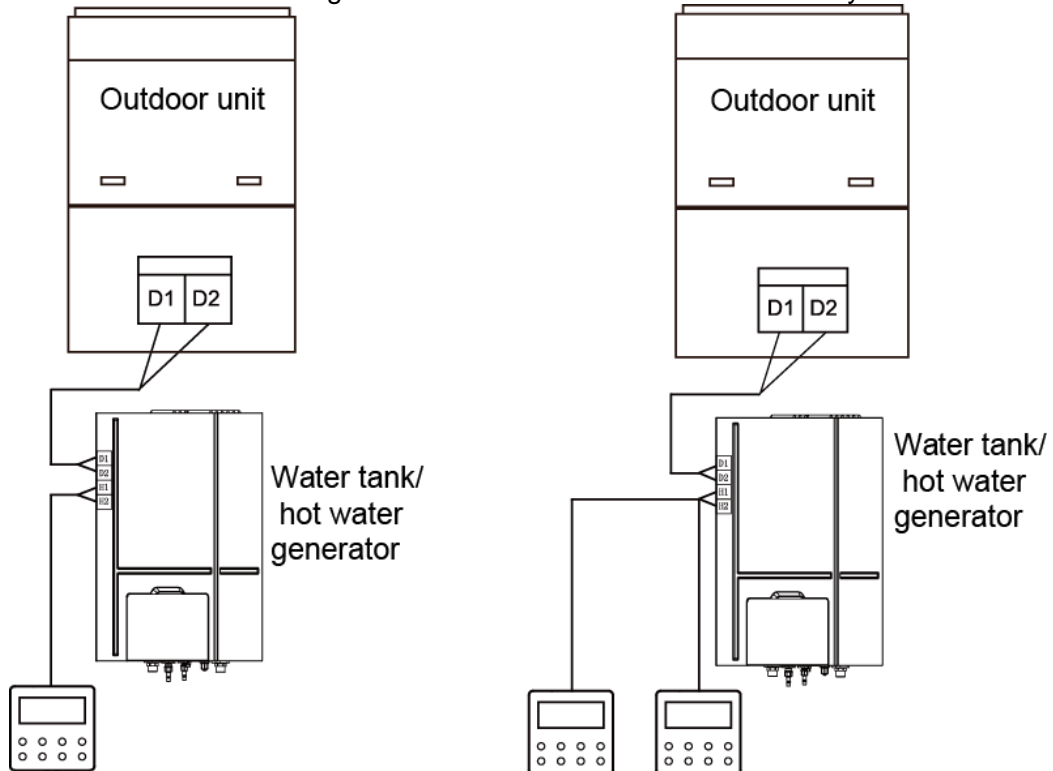 Outdoor unit
Outdoor unit
D1 D2
D1 D2
D1
D2
H1
H2
Water tank/
hot water
generator
D1
D2
H1
H2
Water tank/
hot water
generator